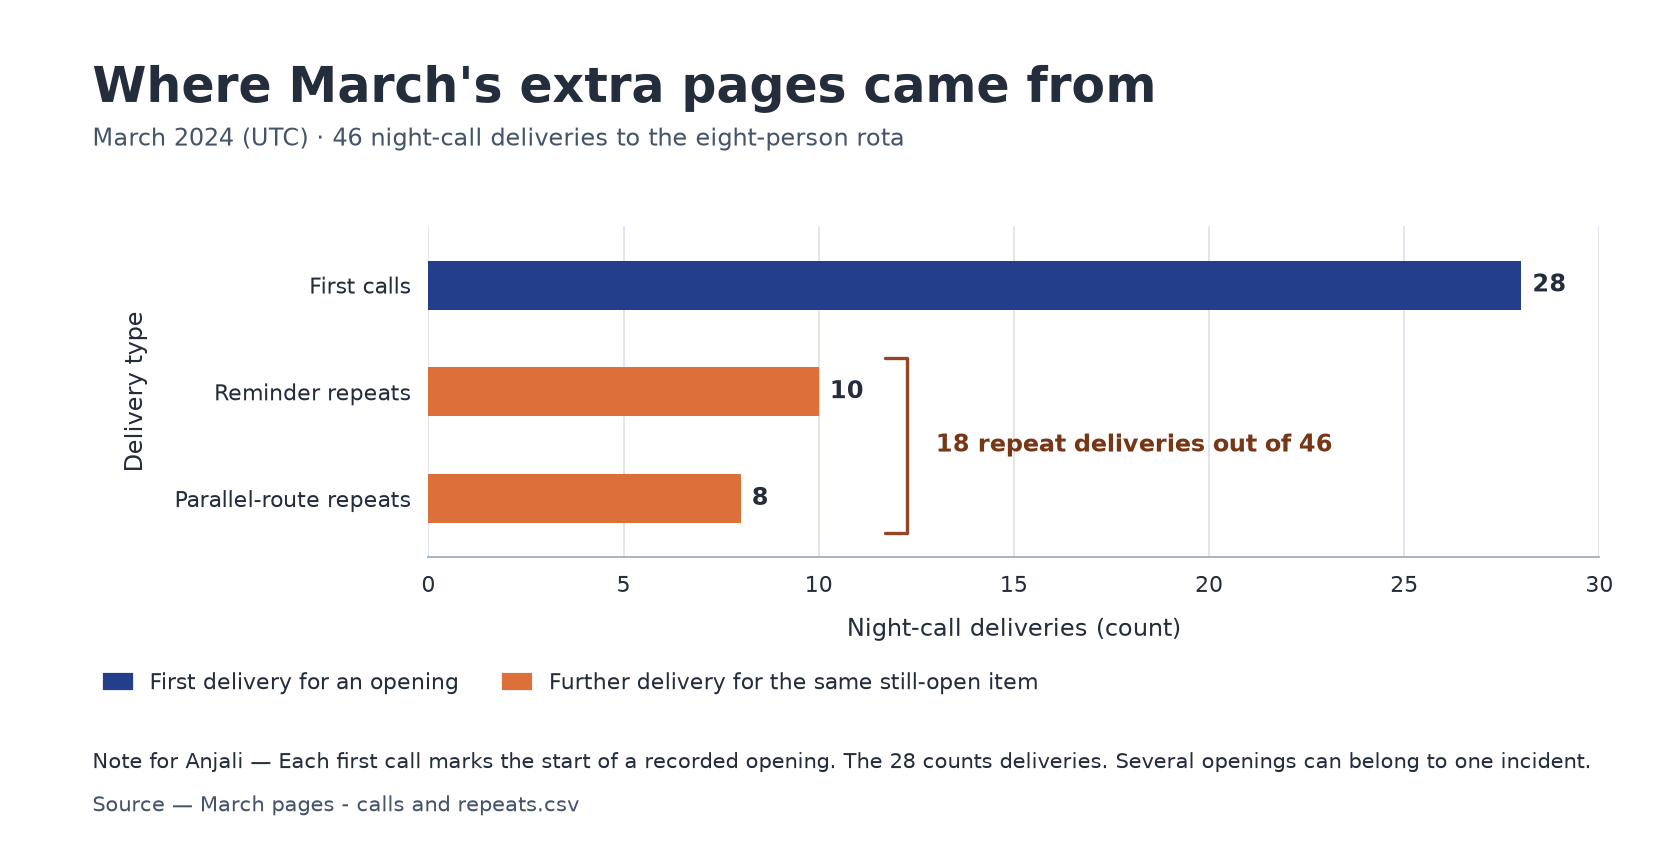 Where March's extra pages came from
March 2024 (UTC) · 46 night-call deliveries to the eight-person rota
Delivery type
First calls
28
Reminder repeats
10
18 repeat deliveries out of 46
Parallel-route repeats
8
0 5 10 15 20 25 30
Night-call deliveries (count)
First delivery for an opening
Further delivery for the same still-open item
Note for Anjali — Each first call marks the start of a recorded opening. The 28 counts deliveries. Several openings can belong to one incident.
Source — March pages - calls and repeats.csv